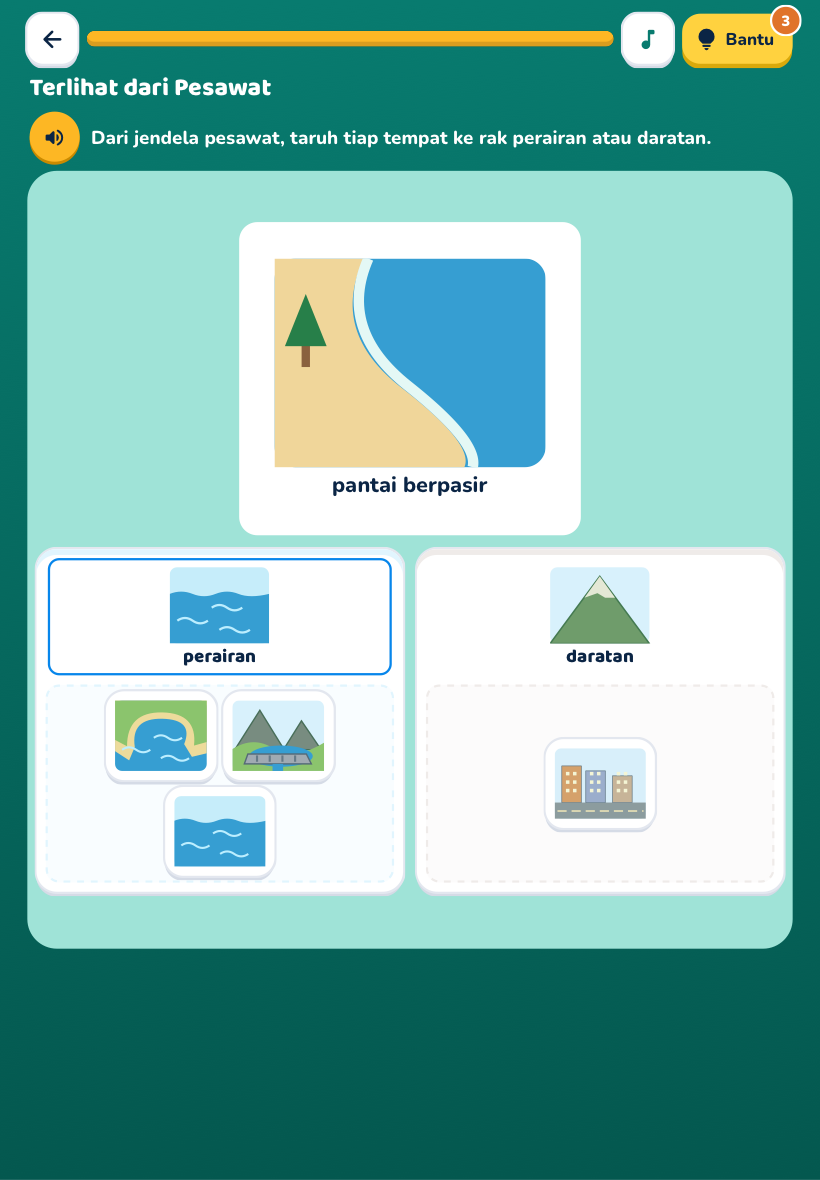 3
Bantu
Terlihat dari Pesawat
Dari jendela pesawat, taruh tiap tempat ke rak perairan atau daratan.
pantai berpasir
perairan
daratan